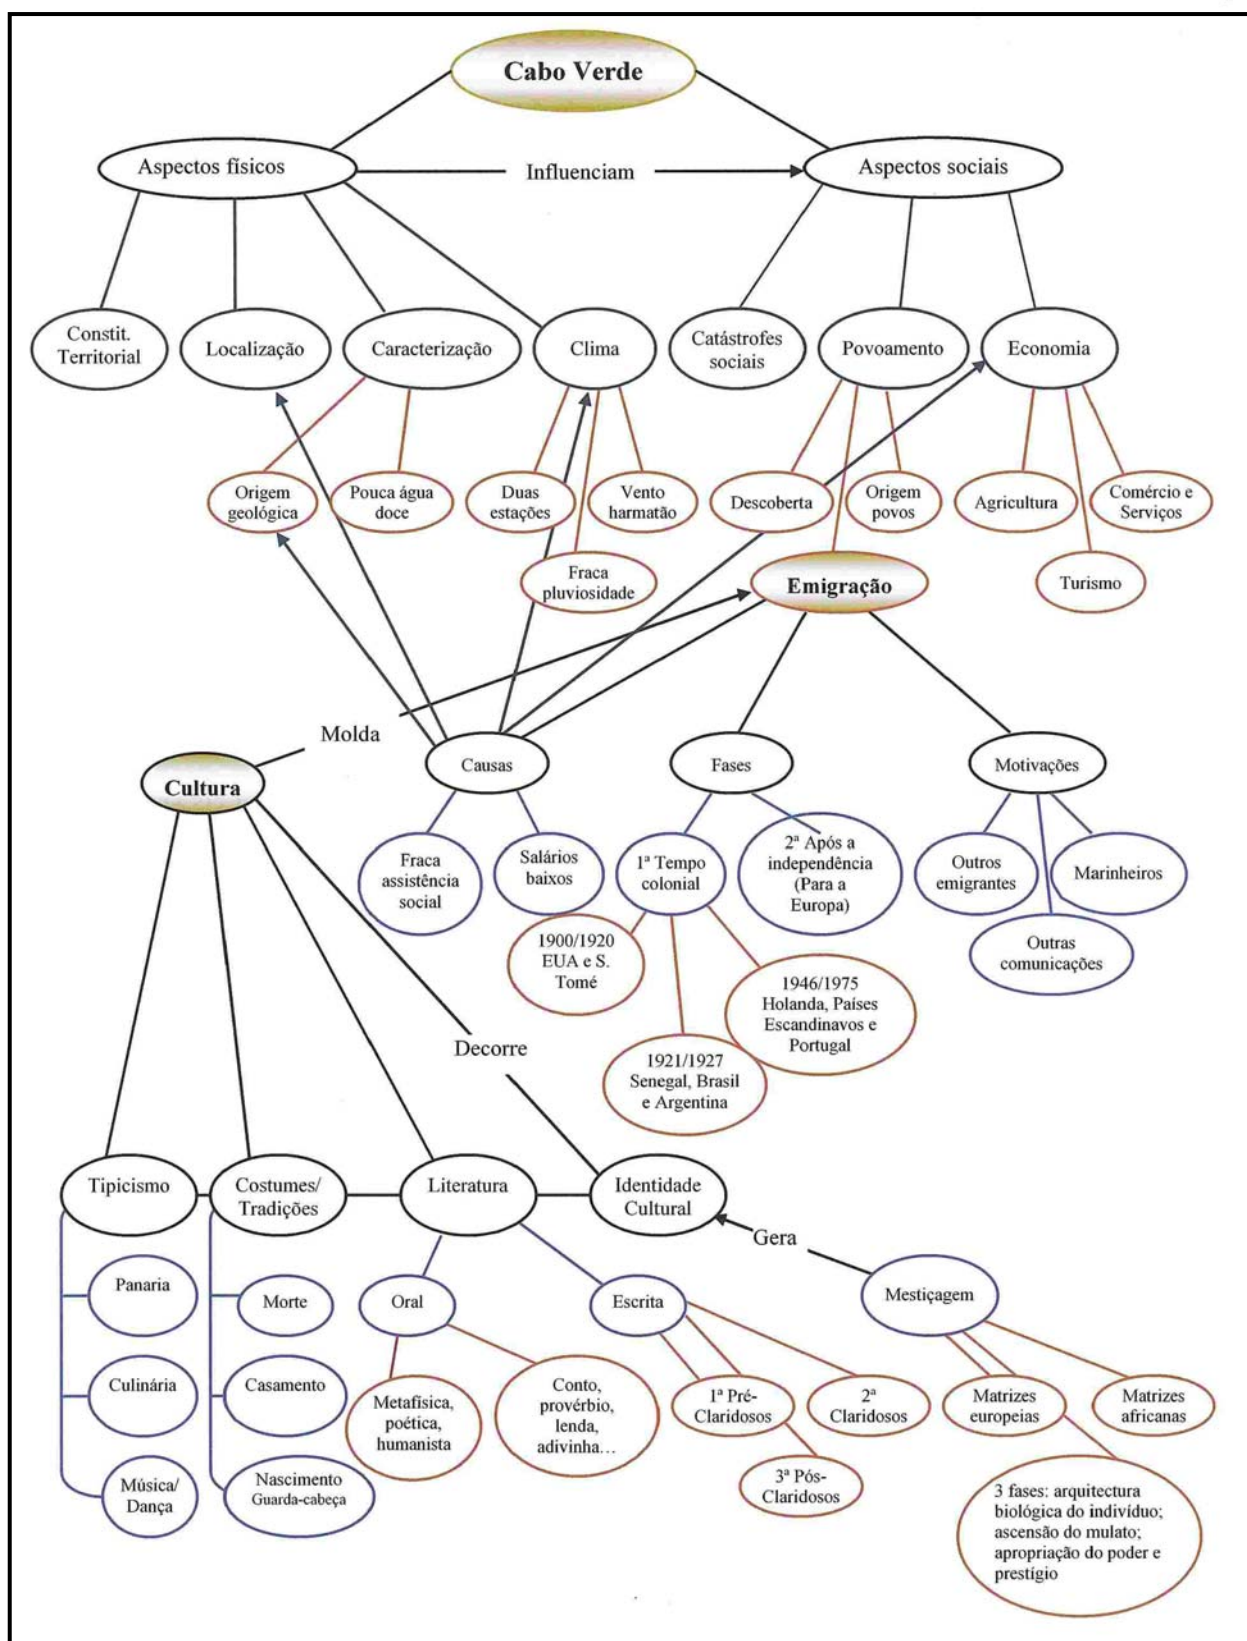 Cabo Verde
Aspectos físicos
Influenciam
Aspectos sociais
Constit.
Territorial
Localização
Caracterização
Clima
Catástrofes
sociais
Povoamento
Economia
Origem
geológica
Pouca água
doce
Duas
estações
Vento
harmatão
Fraca
pluviosidade
Descoberta
Origem
povos
Agricultura
Comércio e
Serviços
Turismo
Emigração
Molda
Cultura
Causas
Fases
Motivações
Fraca
assistência
social
Salários
baixos
1ª Tempo
colonial
2ª Após a
independência
(Para a
Europa)
Outros
emigrantes
Marinheiros
Outras
comunicações
1900/1920
EUA e S.
Tomé
1921/1927
Senegal, Brasil
e Argentina
1946/1975
Holanda, Países
Escandinavos e
Portugal
Decorre
Tipicismo
Costumes/
Tradições
Literatura
Identidade
Cultural
Gera
Mestiçagem
Panaria
Culinária
Música/
Dança
Morte
Casamento
Nascimento
Guarda-cabeça
Oral
Escrita
Metafísica,
poética,
humanista
Conto,
provérbio,
lenda,
adivinha…
1ª Pré-
Claridosos
2ª
Claridosos
3ª Pós-
Claridosos
Matrizes
europeias
Matrizes
africanas
3 fases: arquitectura
biológica do indivíduo;
ascensão do mulato;
apropriação do poder e
prestígio